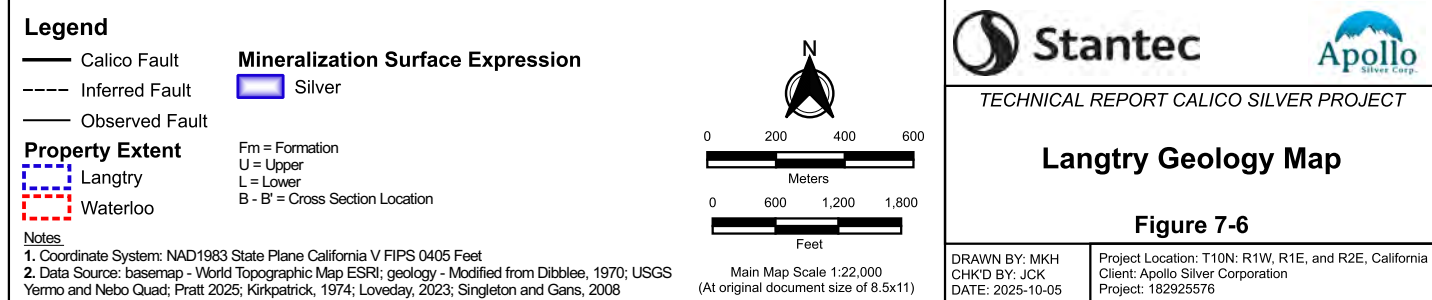 Legend
Calico Fault
Inferred Fault
Observed Fault
Property Extent
Langtry
Waterloo
Mineralization Surface Expression
Silver
Fm = Formation
U = Upper
L = Lower
B - B' = Cross Section Location
Notes
1. Coordinate System: NAD1983 State Plane California V FIPS 0405 Feet
2. Data Source: basemap - World Topographic Map ESRI; geology - Modified from Dibblee, 1970; USGS
Yermo and Nebo Quad; Pratt 2025; Kirkpatrick, 1974; Loveday, 2023; Singleton and Gans, 2008
N
0 200 400 600
Meters
0 600 1,200 1,800
Feet
Main Map Scale 1:22,000
(At original document size of 8.5x11)
Stantec
Apollo
Silver Corp.
TECHNICAL REPORT CALICO SILVER PROJECT
Langtry Geology Map
Figure 7-6
DRAWN BY: MKH
CHK'D BY: JCK
DATE: 2025-10-05
Project Location: T10N: R1W, R1E, and R2E, California
Client: Apollo Silver Corporation
Project: 182925576